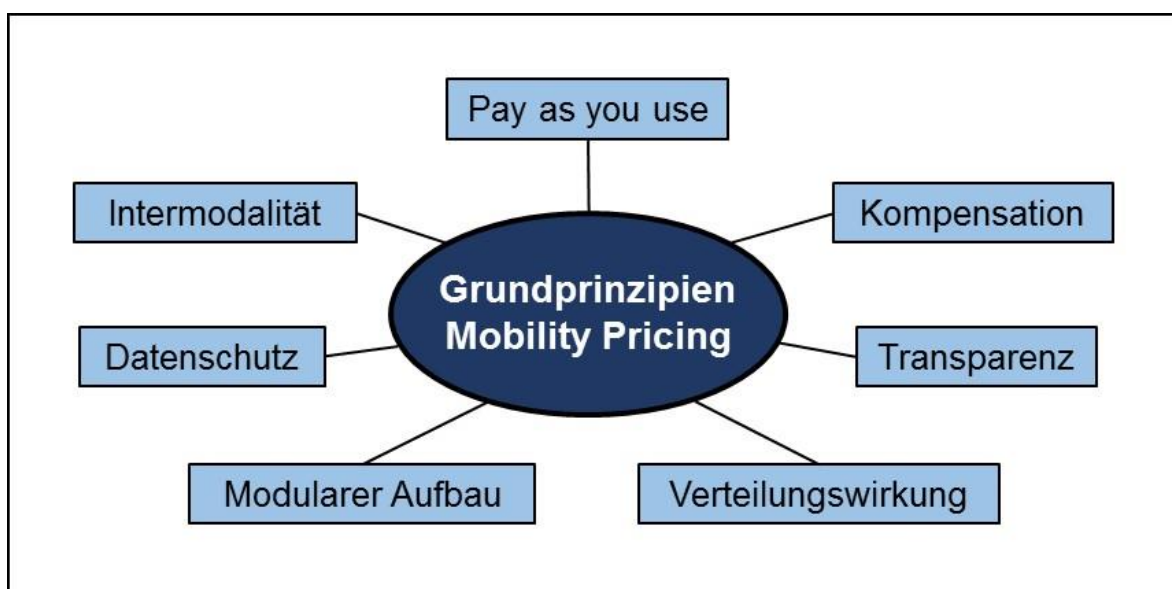 Pay as you use
Intermodalität
Kompensation
Grundprinzipien
Mobility Pricing
Datenschutz
Transparenz
Modularer Aufbau
Verteilungswirkung